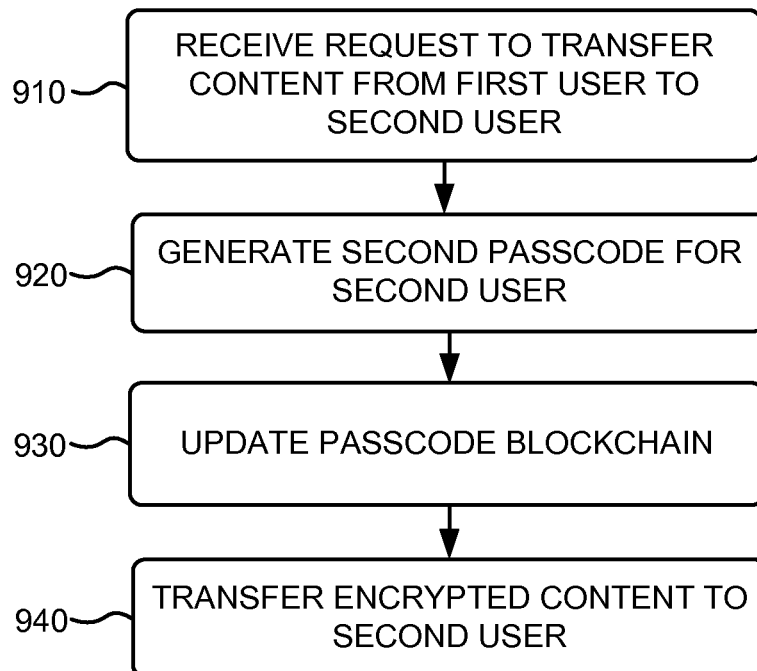 910
RECEIVE REQUEST TO TRANSFER
CONTENT FROM FIRST USER TO
SECOND USER
920
GENERATE SECOND PASSCODE FOR
SECOND USER
930
UPDATE PASSCODE BLOCKCHAIN
940
TRANSFER ENCRYPTED CONTENT TO
SECOND USER